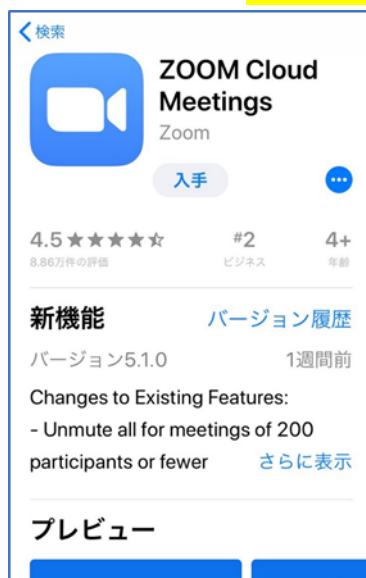 検索
ZOOM Cloud
Meetings
Zoom
入手
4.5★★★★☆ #2 4+
8.86万件の評価 ビジネス 年齢
新機能 バージョン履歴
バージョン5.1.0 1週間前
Changes to Existing Features:
- Unmute all for meetings of 200
participants or fewer さらに表示
プレビュー